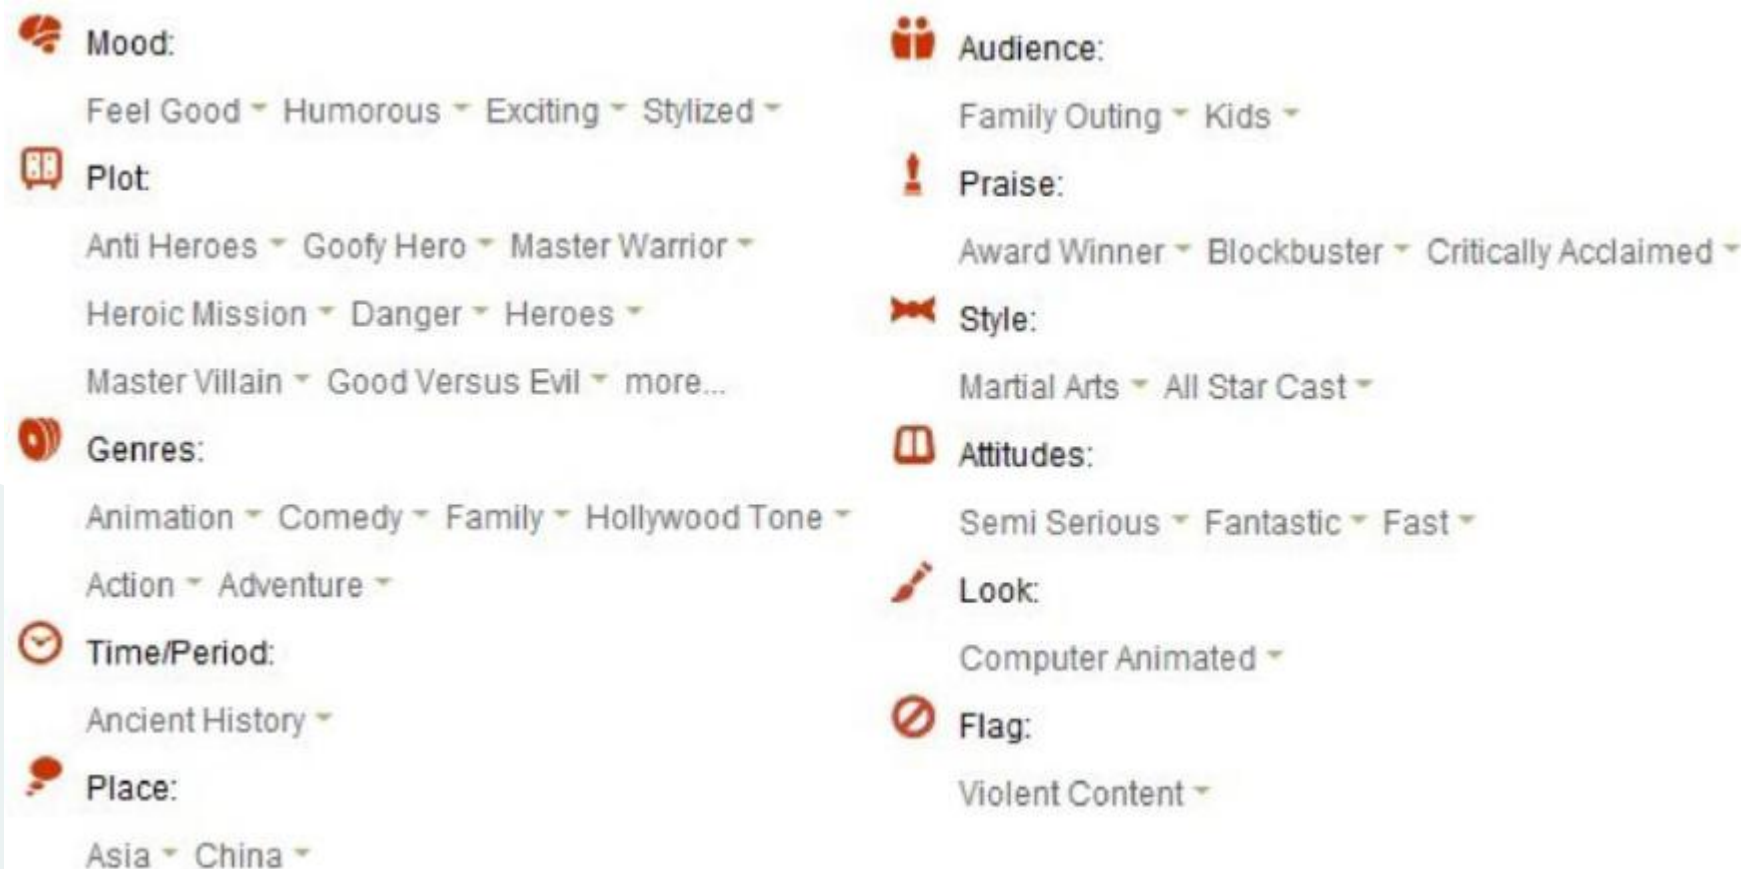 Mood:
Feel Good Humorous Exciting Stylized
Plot:
Anti Heroes Goofy Hero Master Warrior
Heroic Mission Danger Heroes
Master Villain Good Versus Evil more...
Genres:
Animation Comedy Family Hollywood Tone
Action Adventure
Time/Period:
Ancient History
Place:
Asia China
Audience:
Family Outing Kids
Praise:
Award Winner Blockbuster Critically Acclaimed
Style:
Martial Arts All Star Cast
Attitudes:
Semi Serious Fantastic Fast
Look:
Computer Animated
Flag:
Violent Content